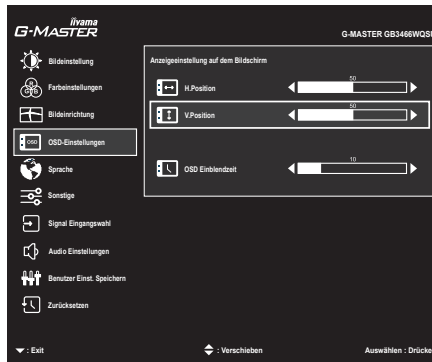 iiyama
G-MASTER
G-MASTER GB3466WQSU
Bildeinstellung
Farbeinstellungen
Bildeinrichtung
OSD
OSD-Einstellungen
Sprache
Sonstige
Signal Eingangswahl
Audio Einstellungen
Benutzer Einst. Speichern
Zurücksetzen
Anzeigeeinstellung auf dem Bildschirm
H.Position
50
V.Position
50
OSD Einblendzeit
10
: Exit
: Verschieben
Auswählen : Drücke